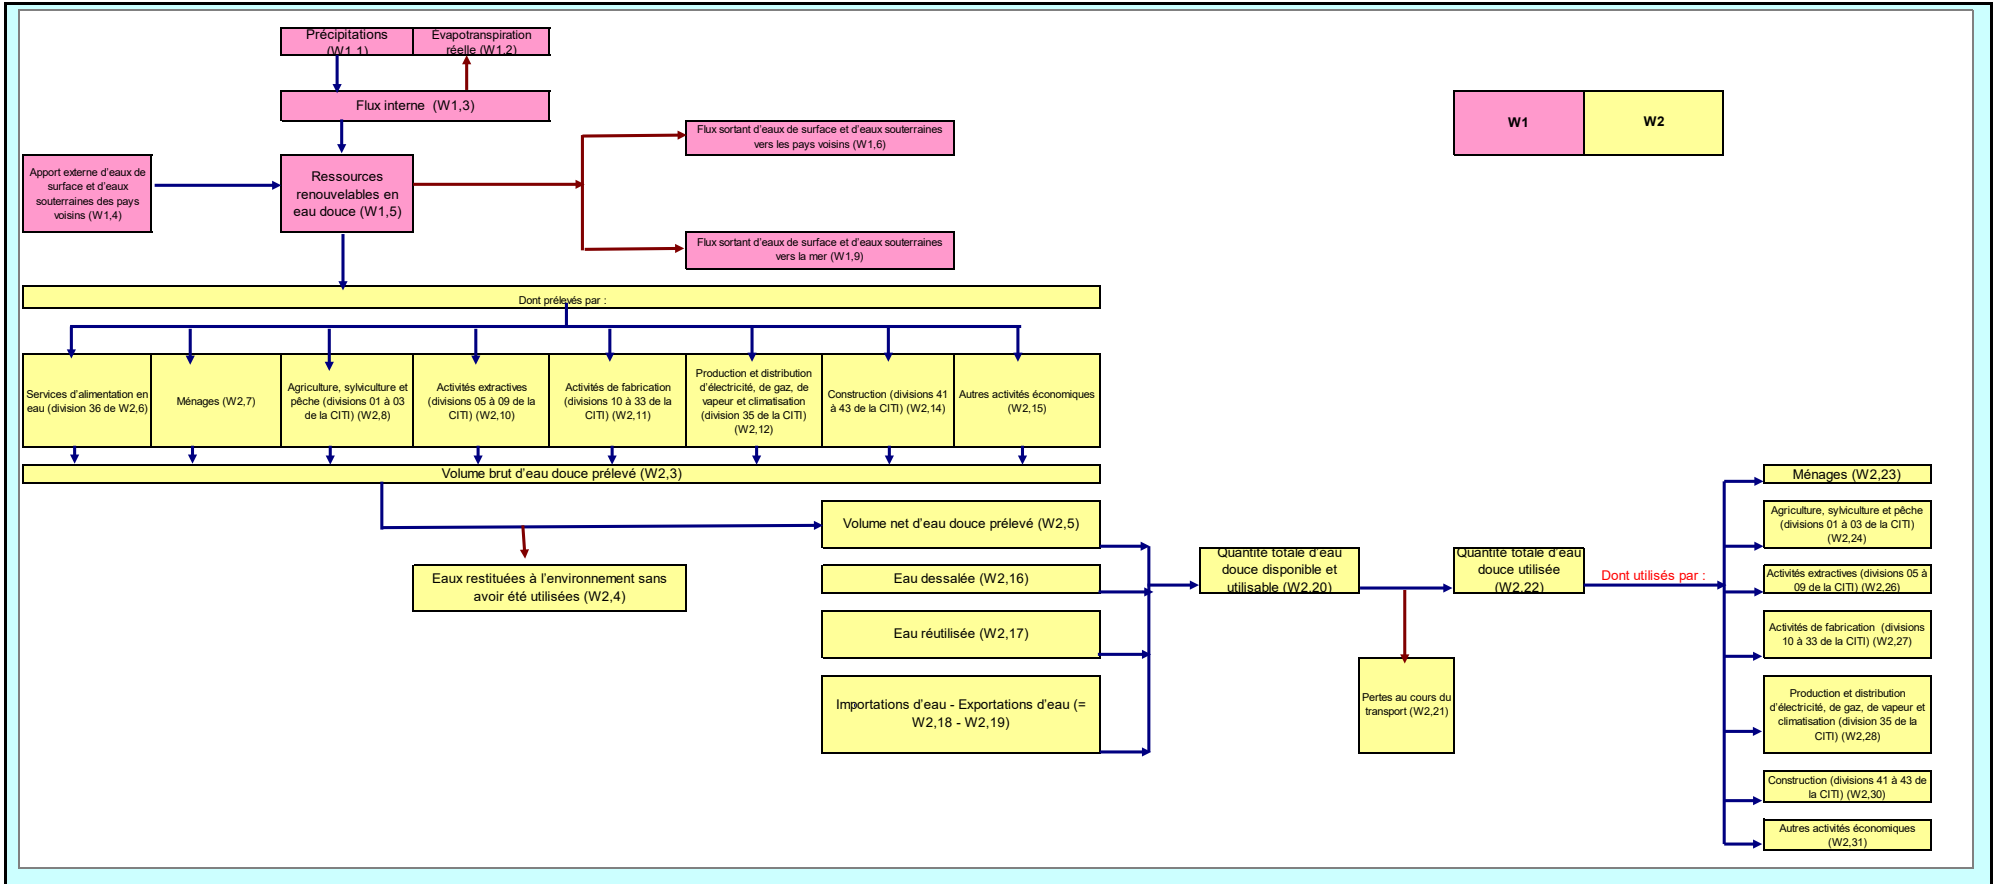 Précipitations
(W1,1)
Évapotranspiration
réelle (W1,2)
Flux interne (W1,3)
Flux sortant d'eaux de surface et d'eaux souterraines
vers les pays voisins (W1,6)
W1
W2
Apport externe d'eaux de
surface et d'eaux
souterraines des pays
voisins (W1,4)
Ressources
renouvelables en
eau douce (W1,5)
Flux sortant d'eaux de surface et d'eaux souterraines
vers la mer (W1,9)
Dont prélevés par :
Services d'alimentation en
eau (division 36 de W2,6)
Ménages (W2,7)
Agriculture, sylviculture et
pêche (divisions 01 à 03
de la CITI) (W2,8)
Activités extractives
(divisions 05 à 09 de la
CITI) (W2,10)
Activités de fabrication
(divisions 10 à 33 de la
CITI) (W2,11)
Production et distribution
d'électricité, de gaz, de
vapeur et climatisation
(division 35 de la CITI)
(W2,12)
Construction (divisions 41
à 43 de la CITI) (W2,14)
Autres activités économiques
(W2,15)
Volume brut d'eau douce prélevé (W2,3)
Volume net d'eau douce prélevé (W2,5)
Eaux restituées à l'environnement sans
avoir été utilisées (W2,4)
Eau dessalée (W2,16)
Eau réutilisée (W2,17)
Importations d'eau - Exportations d'eau (=
W2,18 - W2,19)
Quantité totale d'eau
douce disponible et
utilisable (W2,20)
Pertes au cours du
transport (W2,21)
Quantité totale d'eau
douce utilisée
(W2,22)
Dont utilisés par :
Ménages (W2,23)
Agriculture, sylviculture et pêche
(divisions 01 à 03 de la CITI)
(W2,24)
Activités extractives (divisions 05 à
09 de la CITI) (W2,26)
Activités de fabrication (divisions
10 à 33 de la CITI) (W2,27)
Production et distribution
d'électricité, de gaz, de vapeur et
climatisation (division 35 de la
CITI) (W2,28)
Construction (divisions 41 à 43 de
la CITI) (W2,30)
Autres activités économiques
(W2,31)